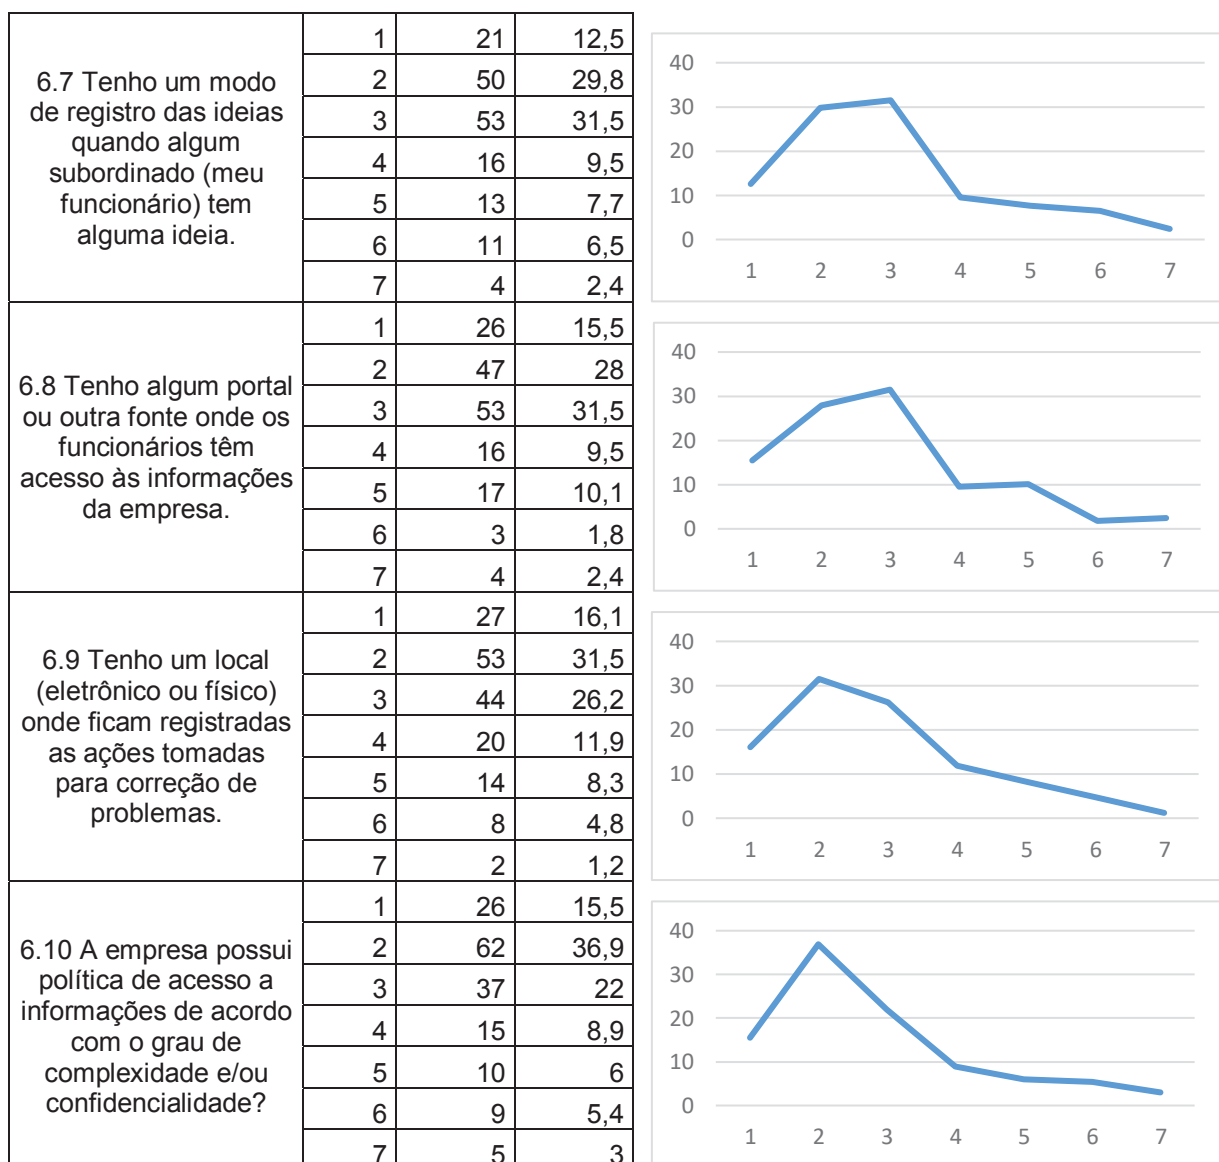 1 21 12,5
2 50 29,8
3 53 31,5
4 16 9,5
5 13 7,7
6 11 6,5
7 4 2,4
6.7 Tenho um modo
de registro das ideias
quando algum
subordinado (meu
funcionário) tem
alguma ideia.
40
30
20
10
0
1 2 3 4 5 6 7
1 26 15,5
2 47 28
3 53 31,5
4 16 9,5
5 17 10,1
6 3 1,8
7 4 2,4
6.8 Tenho algum portal
ou outra fonte onde os
funcionários têm
acesso às informações
da empresa.
40
30
20
10
0
1 2 3 4 5 6 7
1 27 16,1
2 53 31,5
3 44 26,2
4 20 11,9
5 14 8,3
6 8 4,8
7 2 1,2
6.9 Tenho um local
(eletrônico ou físico)
onde ficam registradas
as ações tomadas
para correção de
problemas.
40
30
20
10
0
1 2 3 4 5 6 7
1 26 15,5
2 62 36,9
3 37 22
4 15 8,9
5 10 6
6 9 5,4
7 5 3
6.10 A empresa possui
política de acesso a
informações de acordo
com o grau de
complexidade e/ou
confidencialidade?
40
30
20
10
0
1 2 3 4 5 6 7